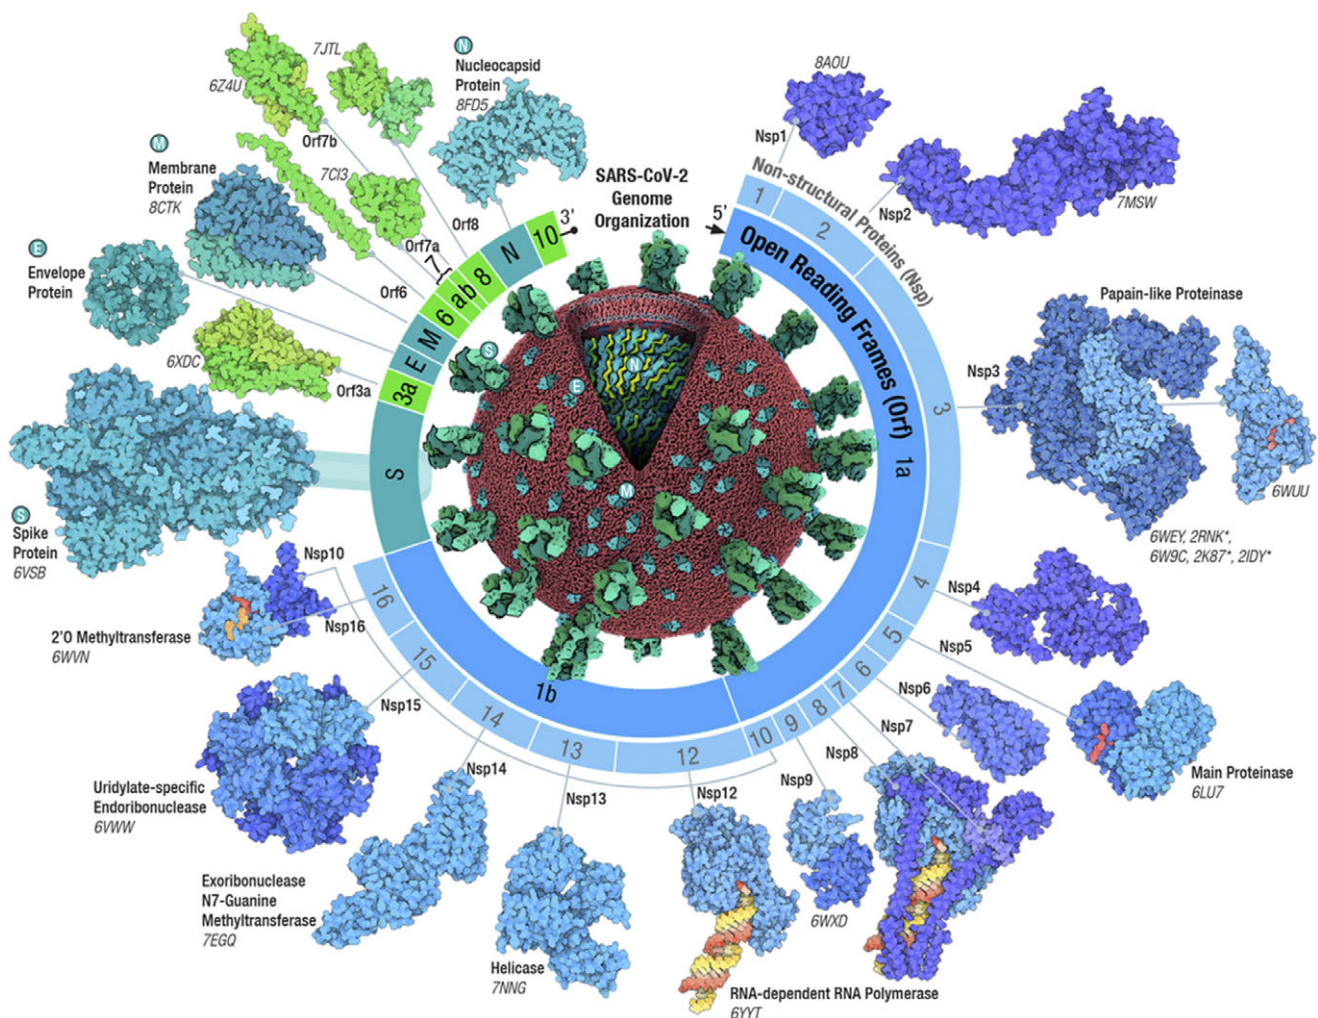 SARS-CoV-2
Genome
Organization
5’
3’
Open Reading Frames (Orf)
1a
1b
Non-structural Proteins (Nsp)
1
2
3
4
5
6
7
8
9
10
12
13
14
15
16
S
3a
E
M
6
7
a
b
8
N
10
S
E
N
M
8AOU
Nsp1
Nsp2
7MSW
Papain-like Proteinase
Nsp3
6WUU
6WEY, 2RNK*,
6W9C, 2K87*, 2IDY*
Nsp4
Nsp5
Main Proteinase
6LU7
Nsp6
Nsp7
Nsp8
Nsp9
6WXD
Nsp12
RNA-dependent RNA Polymerase
6YYT
Nsp13
Helicase
7NNG
Nsp14
Exoribonuclease
N7-Guanine
Methyltransferase
7EGQ
Nsp15
Uridylate-specific
Endoribonuclease
6VWW
Nsp10
Nsp16
2'O Methyltransferase
6WVN
S
Spike
Protein
6VSB
6XDC
Orf3a
E
Envelope
Protein
M
Membrane
Protein
8CTK
Orf6
7CI3
Orf7a
6Z4U
Orf7b
7JTL
Orf8
N
Nucleocapsid
Protein
8FD5